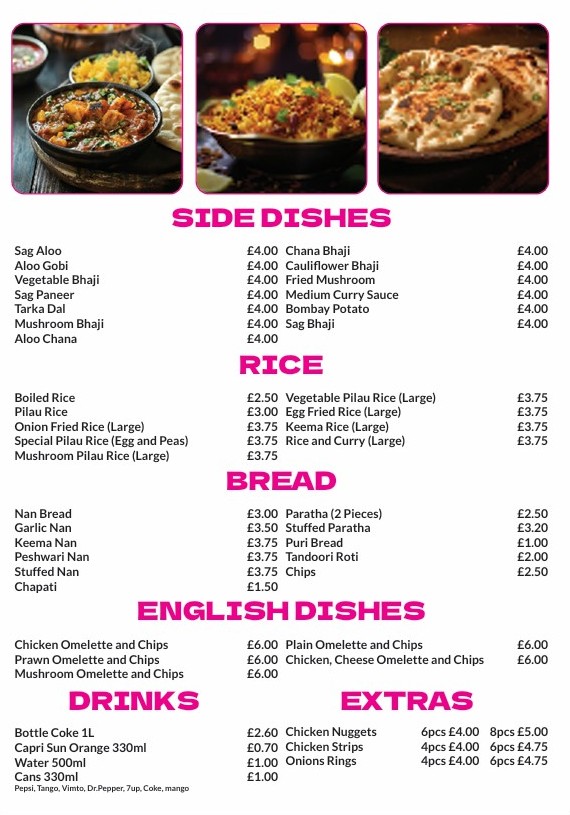 SIDE DISHES
Sag Aloo £4.00 Chana Bhaji £4.00
Aloo Gobi £4.00 Cauliflower Bhaji £4.00
Vegetable Bhaji £4.00 Fried Mushroom £4.00
Sag Paneer £4.00 Medium Curry Sauce £4.00
Tarka Dal £4.00 Bombay Potato £4.00
Mushroom Bhaji £4.00 Sag Bhaji £4.00
Aloo Chana £4.00
RICE
Boiled Rice £2.50 Vegetable Pilau Rice (Large) £3.75
Pilau Rice £3.00 Egg Fried Rice (Large) £3.75
Onion Fried Rice (Large) £3.75 Keema Rice (Large) £3.75
Special Pilau Rice (Egg and Peas) £3.75 Rice and Curry (Large) £3.75
Mushroom Pilau Rice (Large) £3.75
BREAD
Nan Bread £3.00 Paratha (2 Pieces) £2.50
Garlic Nan £3.50 Stuffed Paratha £3.20
Keema Nan £3.75 Puri Bread £1.00
Peshwari Nan £3.75 Tandoori Roti £2.00
Stuffed Nan £3.75 Chips £2.50
Chapati £1.50
ENGLISH DISHES
Chicken Omelette and Chips £6.00 Plain Omelette and Chips £6.00
Prawn Omelette and Chips £6.00 Chicken, Cheese Omelette and Chips £6.00
Mushroom Omelette and Chips £6.00
DRINKS
Bottle Coke 1L £2.60
Capri Sun Orange 330ml £0.70
Water 500ml £1.00
Cans 330ml £1.00
Pepsi, Tango, Vimto, Dr.Pepper, 7up, Coke, mango
EXTRAS
Chicken Nuggets 6pcs £4.00 8pcs £5.00
Chicken Strips 4pcs £4.00 6pcs £4.75
Onions Rings 4pcs £4.00 6pcs £4.75